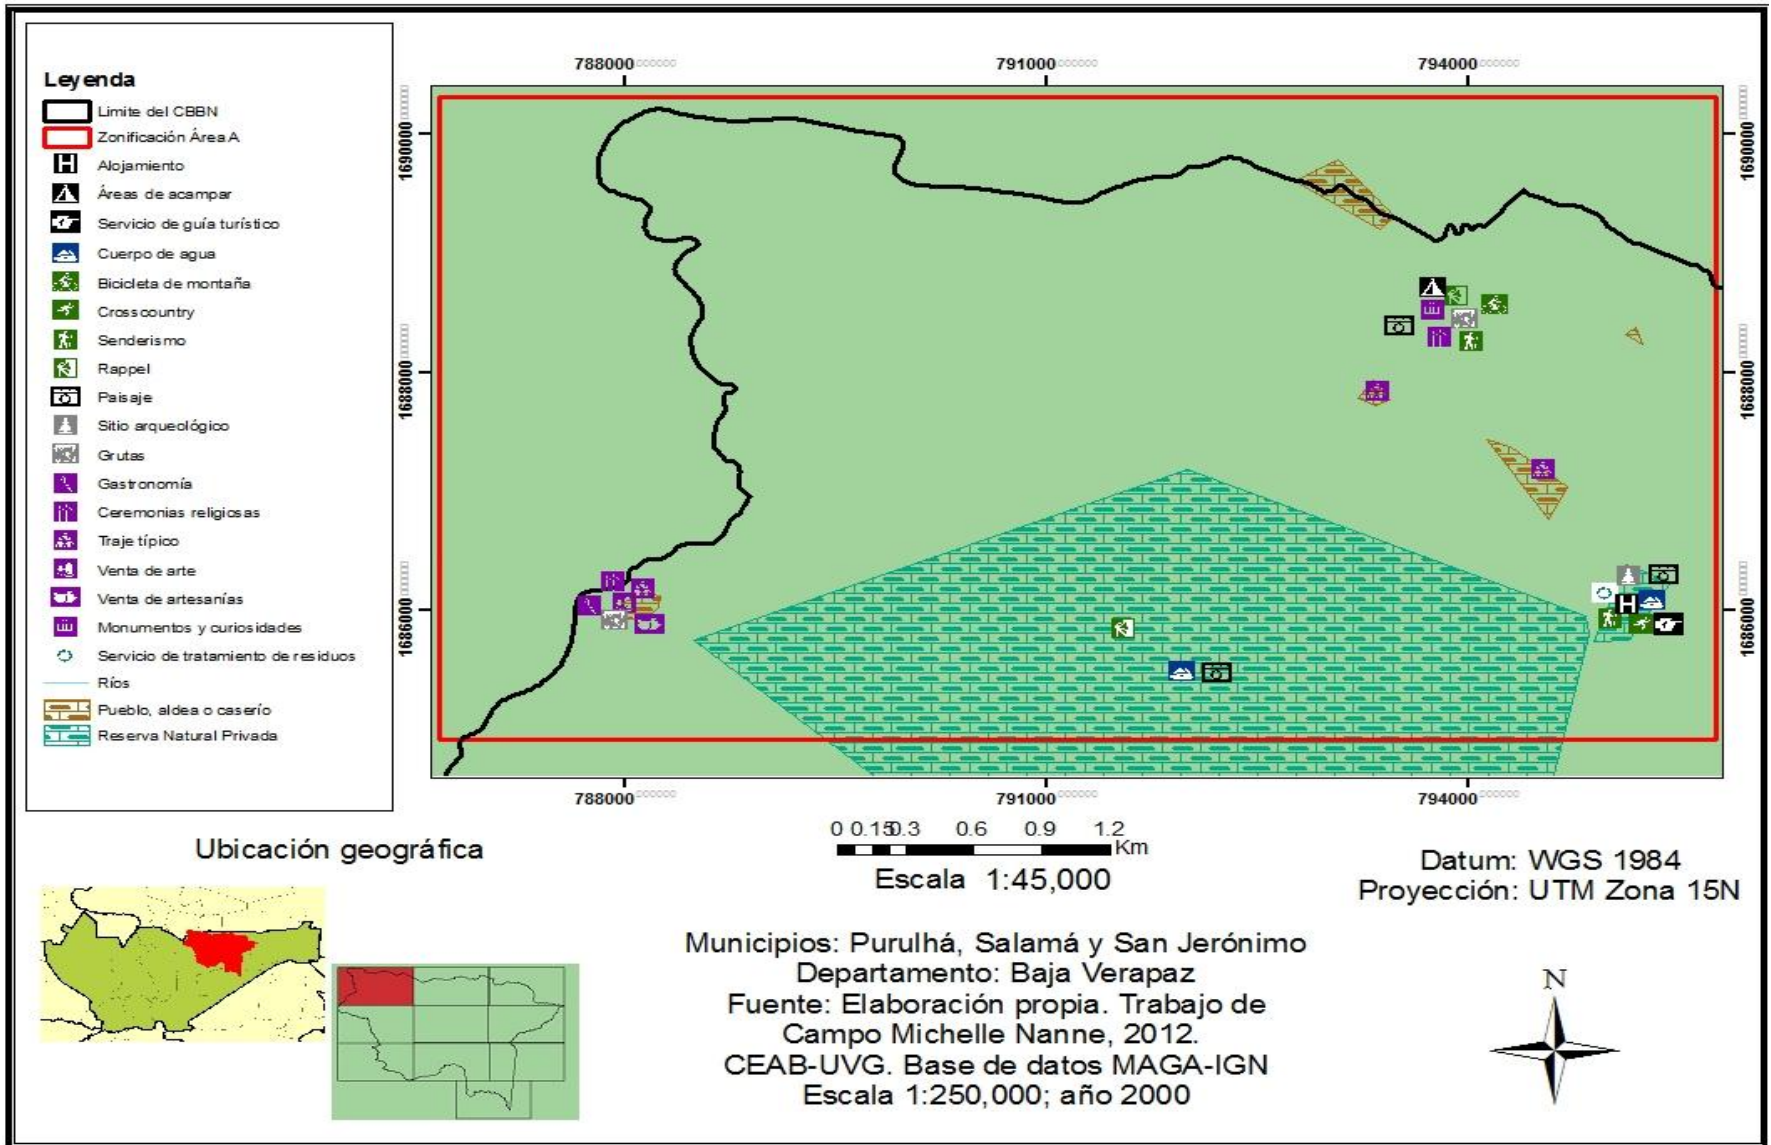 Leyenda
Limite del CBBN
Zonificación Área A
Alojamiento
Áreas de acampar
Servicio de guía turístico
Cuerpo de agua
Bicicleta de montaña
Crosscountry
Senderismo
Rappel
Paisaje
Sitio arqueológico
Grutas
Gastronomía
Ceremonias religiosas
Traje típico
Venta de arte
Venta de artesanías
Monumentos y curiosidades
Servicio de tratamiento de residuos
Ríos
Pueblo, aldea o caserío
Reserva Natural Privada
788000 791000 794000
1690000 1690000
1688000 1688000
1686000 1686000
788000 791000 794000
0 0.15 0.3 0.6 0.9 1.2
Km
Escala 1:45,000
Ubicación geográfica
Datum: WGS 1984
Proyección: UTM Zona 15N
Municipios: Purulhá, Salamá y San Jerónimo
Departamento: Baja Verapaz
Fuente: Elaboración propia. Trabajo de
Campo Michelle Nanne, 2012.
CEAB-UVG. Base de datos MAGA-IGN
Escala 1:250,000; año 2000
N